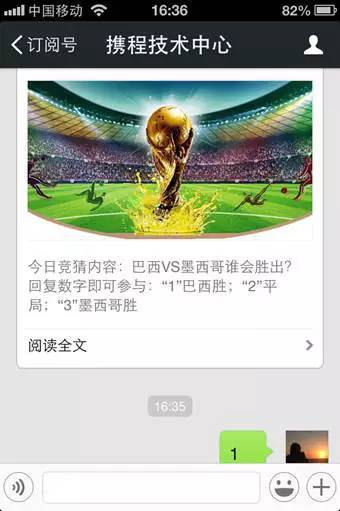 中国移动 16:36 82%
订阅号 携程技术中心
今日竞猜内容：巴西VS墨西哥谁会胜出？
回复数字即可参与：“1”巴西胜；“2”平
局；“3”墨西哥胜
阅读全文
16:35
1